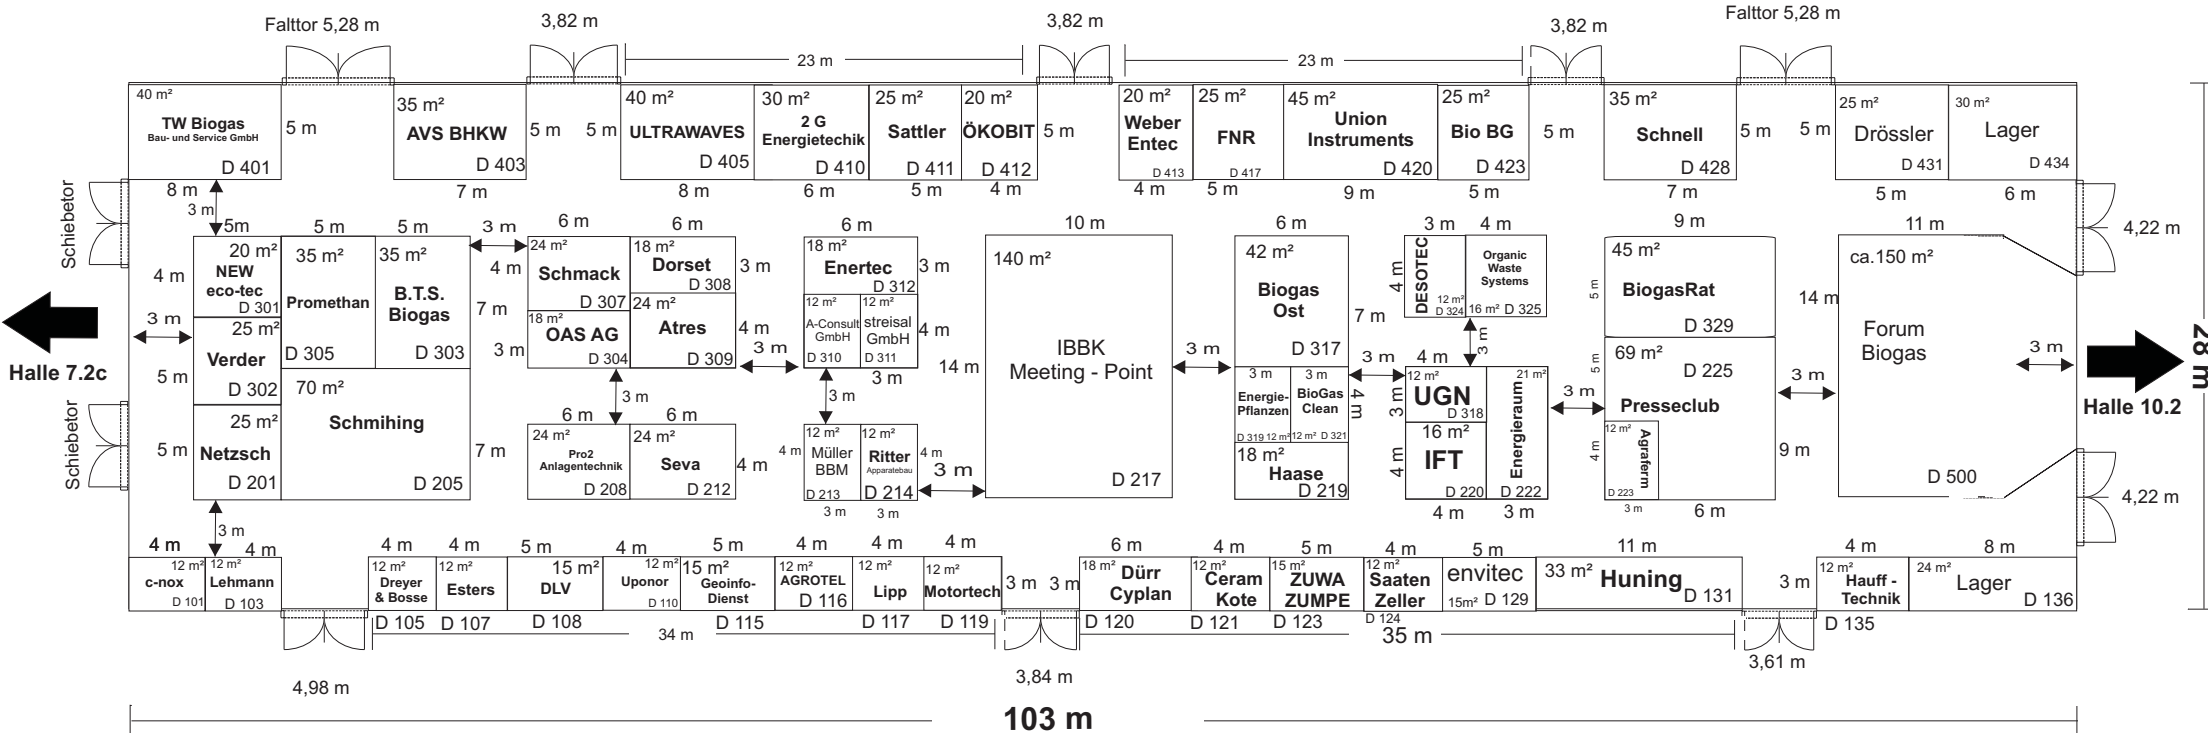 Falttor 5,28 m
3,82 m
3,82 m
3,82 m
Falttor 5,28 m
23 m
23 m
40 m²
TW Biogas
Bau- und Service GmbH
D 401
5 m
35 m²
AVS BHKW
D 403
5 m
5 m
40 m²
ULTRAWAVES
D 405
30 m²
2 G
Energietechik
D 410
25 m²
Sattler
D 411
20 m²
ÖKOBIT
D 412
5 m
20 m²
Weber
Entec
D 413
25 m²
FNR
D 417
45 m²
Union
Instruments
D 420
25 m²
Bio BG
D 423
5 m
35 m²
Schnell
D 428
5 m
5 m
25 m²
Drössler
D 431
30 m²
Lager
D 434
8 m
7 m
8 m
6 m
5 m
4 m
4 m
5 m
9 m
5 m
7 m
5 m
6 m
Schiebetor
3 m
4,22 m
5m
5 m
5 m
3 m
6 m
6 m
6 m
10 m
6 m
3 m
4 m
9 m
11 m
4 m
20 m²
NEW
eco-tec
D 301
35 m²
Promethan
D 305
35 m²
B.T.S.
Biogas
D 303
4 m
7 m
3 m
24 m²
Schmack
D 307
18 m²
Dorset
D 308
3 m
18 m²
OAS AG
D 304
24 m²
Atres
D 309
4 m
3 m
18 m²
Enertec
D 312
3 m
12 m²
A-Consult
GmbH
D 310
12 m²
streisal
GmbH
D 311
4 m
3 m
14 m
140 m²
IBBK
Meeting - Point
D 217
3 m
42 m²
Biogas
Ost
D 317
7 m
4 m
DESOTEC
12 m²
D 324
Organic
Waste
Systems
16 m² D 325
3 m
5 m
45 m²
BiogasRat
D 329
14 m
ca.150 m²
Forum
Biogas
D 500
3 m
Halle 7.2c
3 m
Halle 10.2
28 m
5 m
25 m²
Verder
D 302
5 m
25 m²
Netzsch
D 201
70 m²
Schmihing
D 205
7 m
3 m
6 m
6 m
24 m²
Pro2
Anlagentechnik
D 208
24 m²
Seva
D 212
4 m
3 m
4 m
12 m²
Müller
BBM
D 213
12 m²
Ritter
Apparatebau
D 214
4 m
3 m
3 m
3 m
3 m
Energie-
Pflanzen
D 319 12 m²
3 m
BioGas
Clean
12 m² D 321
4 m
18 m²
Haase
D 219
3 m
4 m
3 m
12 m²
UGN
D 318
4 m
16 m²
IFT
D 220
21 m²
Energieraum
D 222
4 m
3 m
3 m
5 m
69 m²
D 225
Presseclub
4 m
12 m²
Agraferm
D 223
3 m
6 m
9 m
3 m
Schiebetor
4,22 m
3 m
4 m
4 m
4 m
4 m
5 m
4 m
5 m
4 m
4 m
4 m
6 m
4 m
5 m
4 m
5 m
11 m
4 m
8 m
12 m²
c-nox
D 101
12 m²
Lehmann
D 103
12 m²
Dreyer
& Bosse
D 105
12 m²
Esters
D 107
15 m²
DLV
D 108
12 m²
Uponor
D 110
15 m²
Geoinfo-
Dienst
D 115
12 m²
AGROTEL
D 116
12 m²
Lipp
D 117
12 m²
Motortech
D 119
3 m
3 m
18 m²
Dürr
Cyplan
D 120
12 m²
Ceram
Kote
D 121
15 m²
ZUWA
ZUMPE
D 123
12 m²
Saaten
Zeller
D 124
envitec
15m² D 129
33 m²
Huning
D 131
3 m
12 m²
Hauff -
Technik
D 135
24 m²
Lager
D 136
34 m
35 m
4,98 m
3,84 m
3,61 m
103 m